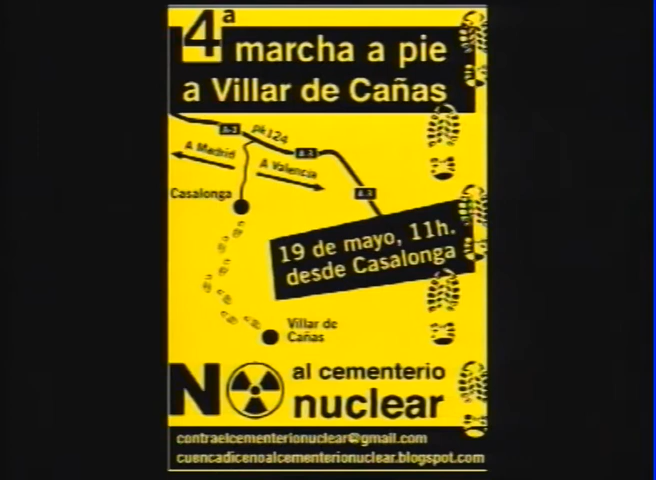 4ª marcha a pie
a Villar de Cañas
A-3
pk124
A Madrid
A-3
A Valencia
A-3
Casalonga
19 de mayo, 11h.
desde Casalonga
Villar de
Cañas
NO al cementerio
nuclear
contraelcementerionuclear@gmail.com
cuencadicenoalcementerionuclear.blogspot.com